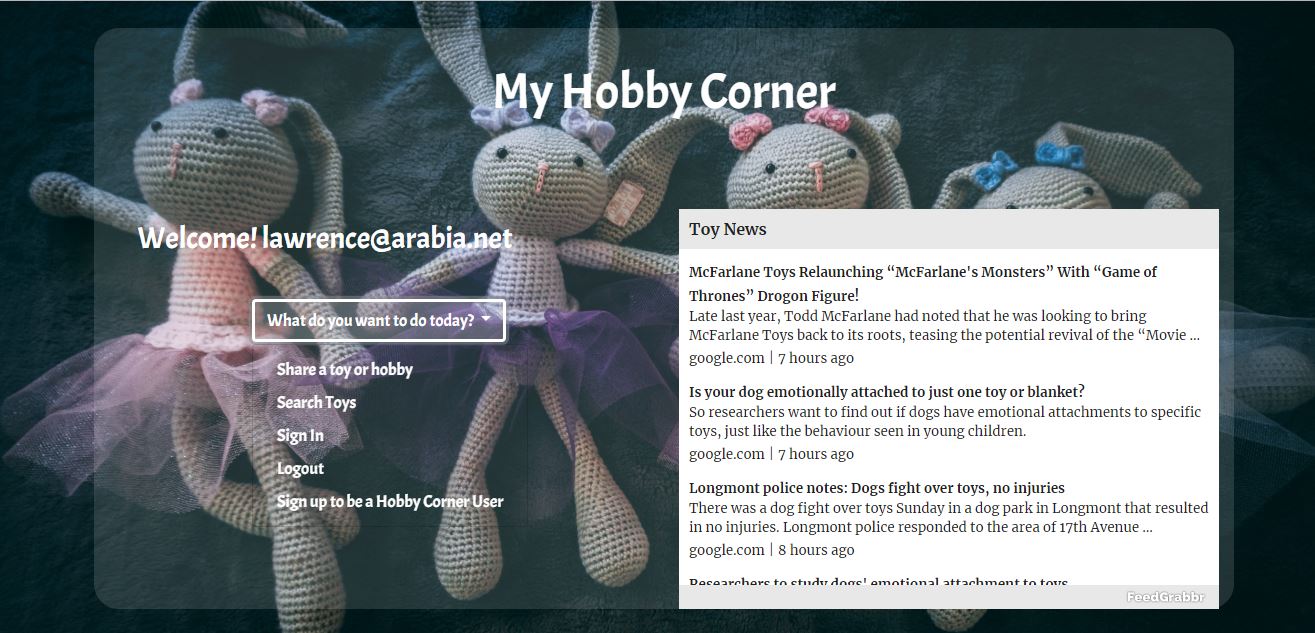 My Hobby Corner
Welcome! lawrence@arabia.net
What do you want to do today?
Share a toy or hobby
Search Toys
Sign In
Logout
Sign up to be a Hobby Corner User
Toy News
McFarlane Toys Relaunching “McFarlane's Monsters” With “Game of
Thrones” Drogon Figure!
Late last year, Todd McFarlane had noted that he was looking to bring
McFarlane Toys back to its roots, teasing the potential revival of the “Movie ...
google.com | 7 hours ago
Is your dog emotionally attached to just one toy or blanket?
So researchers want to find out if dogs have emotional attachments to specific
toys, just like the behaviour seen in young children.
google.com | 7 hours ago
Longmont police notes: Dogs fight over toys, no injuries
There was a dog fight over toys Sunday in a dog park in Longmont that resulted
in no injuries. Longmont police responded to the area of 17th Avenue ...
google.com | 8 hours ago
Researchers to study dogs' emotional attachment to toys
FeedGrabbr